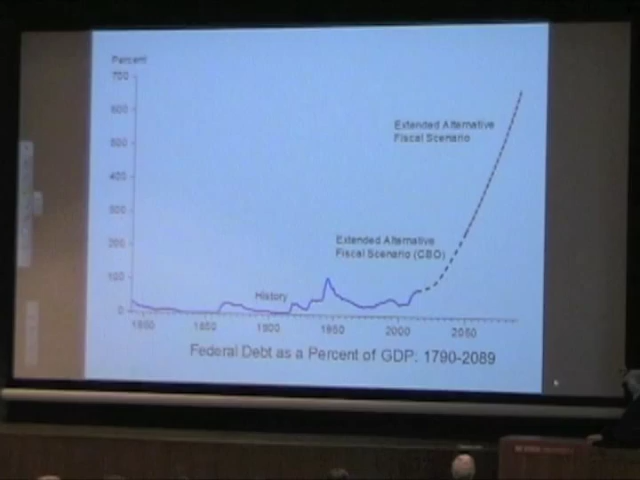 Percent
700
600
500
400
300
200
100
0
Extended Alternative
Fiscal Scenario
Extended Alternative
Fiscal Scenario (CBO)
History
1800
1850
1900
1950
2000
2050
Federal Debt as a Percent of GDP: 1790-2089